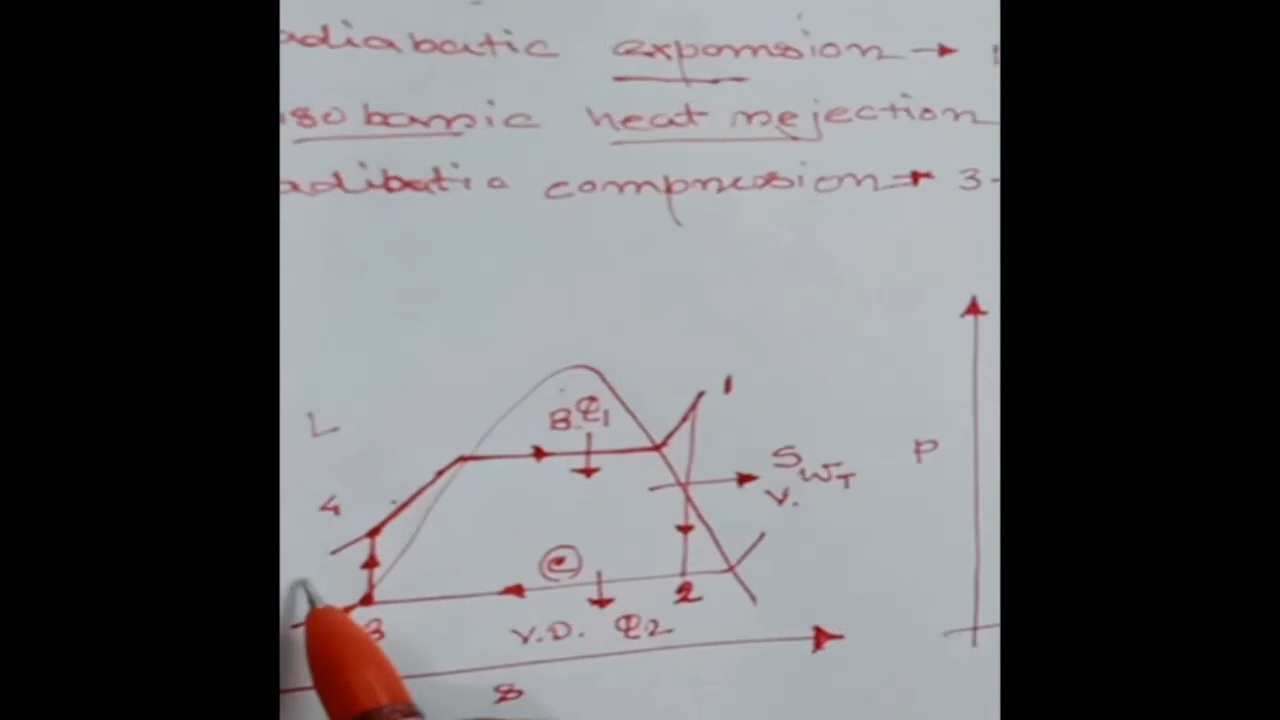 adiabatic expansion →
isobaric heat rejection
adibatic compression → 3-
1
B Q1
L
S WT
V.
P
4
C
2
3
V.D. Q2
S